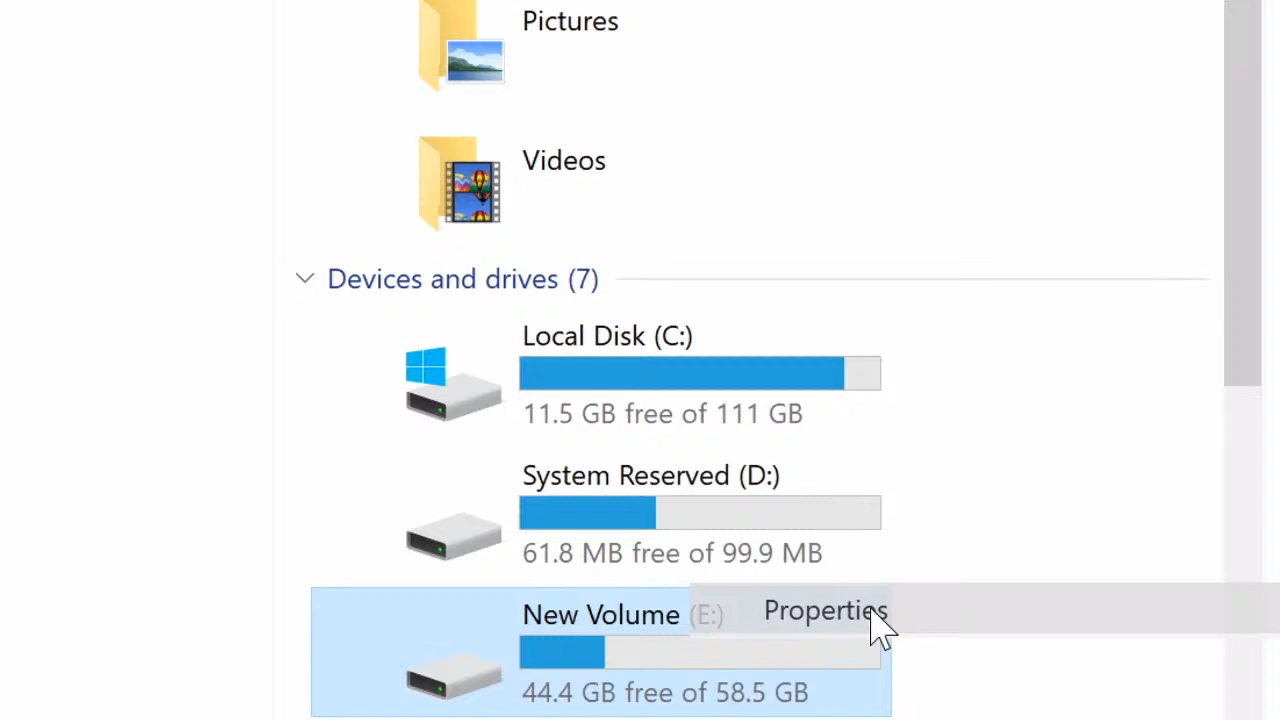 Pictures
Videos
Devices and drives (7)
Local Disk (C:)
11.5 GB free of 111 GB
System Reserved (D:)
61.8 MB free of 99.9 MB
New Volume (E:)
Properties
44.4 GB free of 58.5 GB